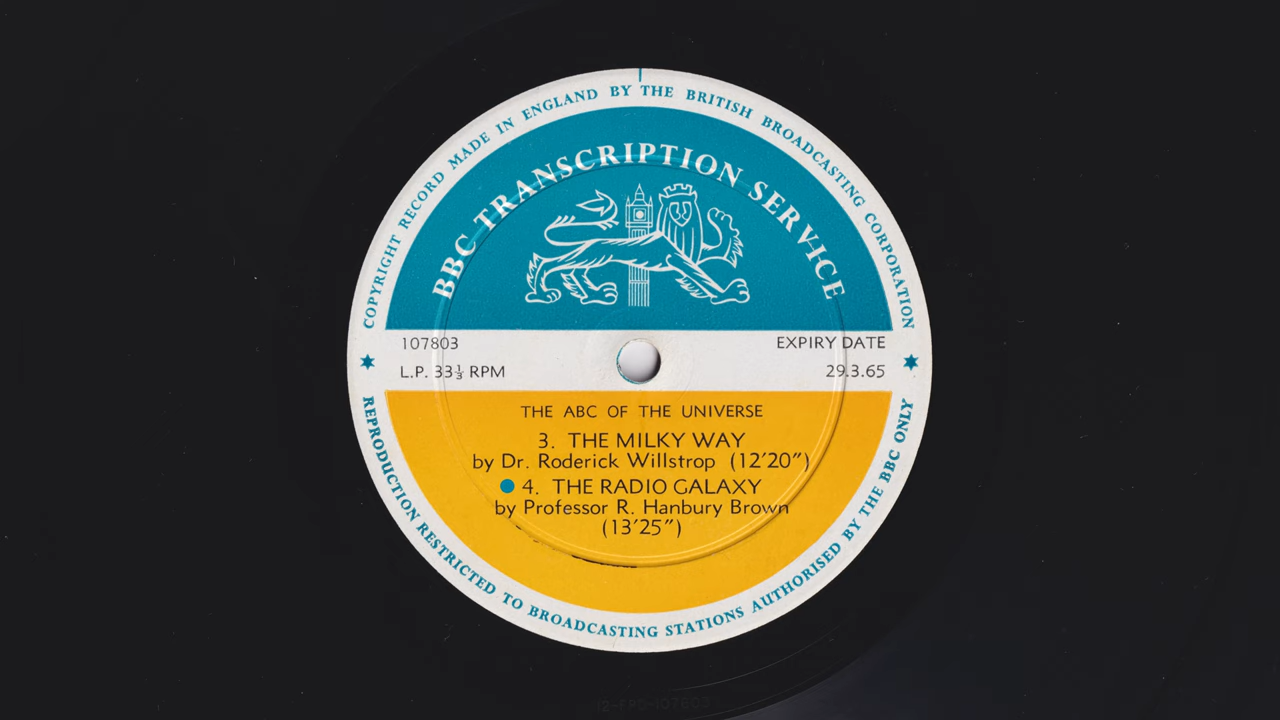 COPYRIGHT RECORD MADE IN ENGLAND BY THE BRITISH BROADCASTING CORPORATION
BBC TRANSCRIPTION SERVICE
107803
EXPIRY DATE
L.P. 33⅓ RPM
29.3.65
THE ABC OF THE UNIVERSE
3. THE MILKY WAY
by Dr. Roderick Willstrop (12′20″)
4. THE RADIO GALAXY
by Professor R. Hanbury Brown
(13′25″)
REPRODUCTION RESTRICTED TO BROADCASTING STATIONS AUTHORISED BY THE BBC ONLY